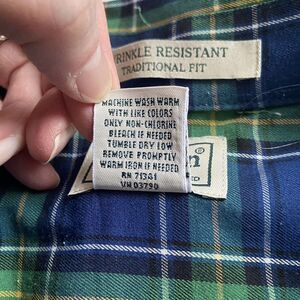 RINKLE RESISTANT
TRADITIONAL FIT
MACHINE WASH WARM
WITH LIKE COLORS
ONLY NON-CHLORINE
BLEACH IF NEEDED
TUMBLE DRY LOW
REMOVE PROMPTLY
WARM IRON IF NEEDED
RN 71341
VN 03790
n